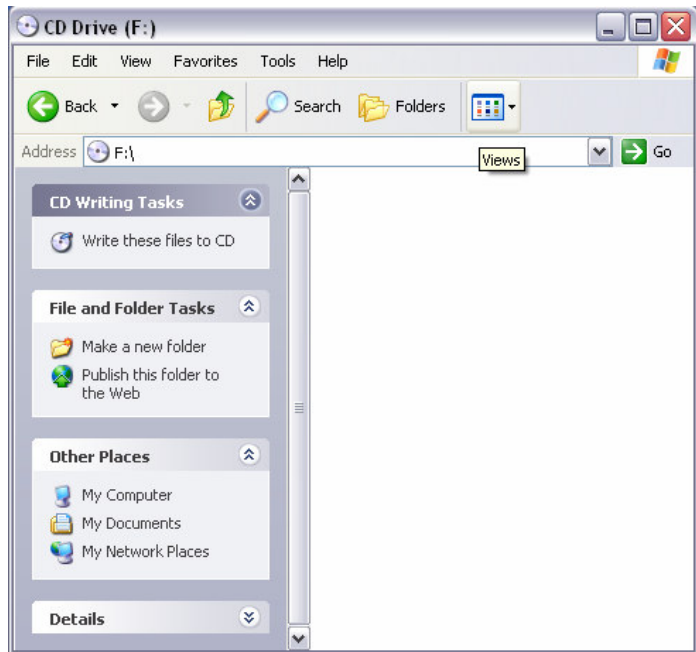 CD Drive (F:)
File Edit View Favorites Tools Help
Back Search Folders
Address F:\ Go
Views
CD Writing Tasks
Write these files to CD
File and Folder Tasks
Make a new folder
Publish this folder to
the Web
Other Places
My Computer
My Documents
My Network Places
Details